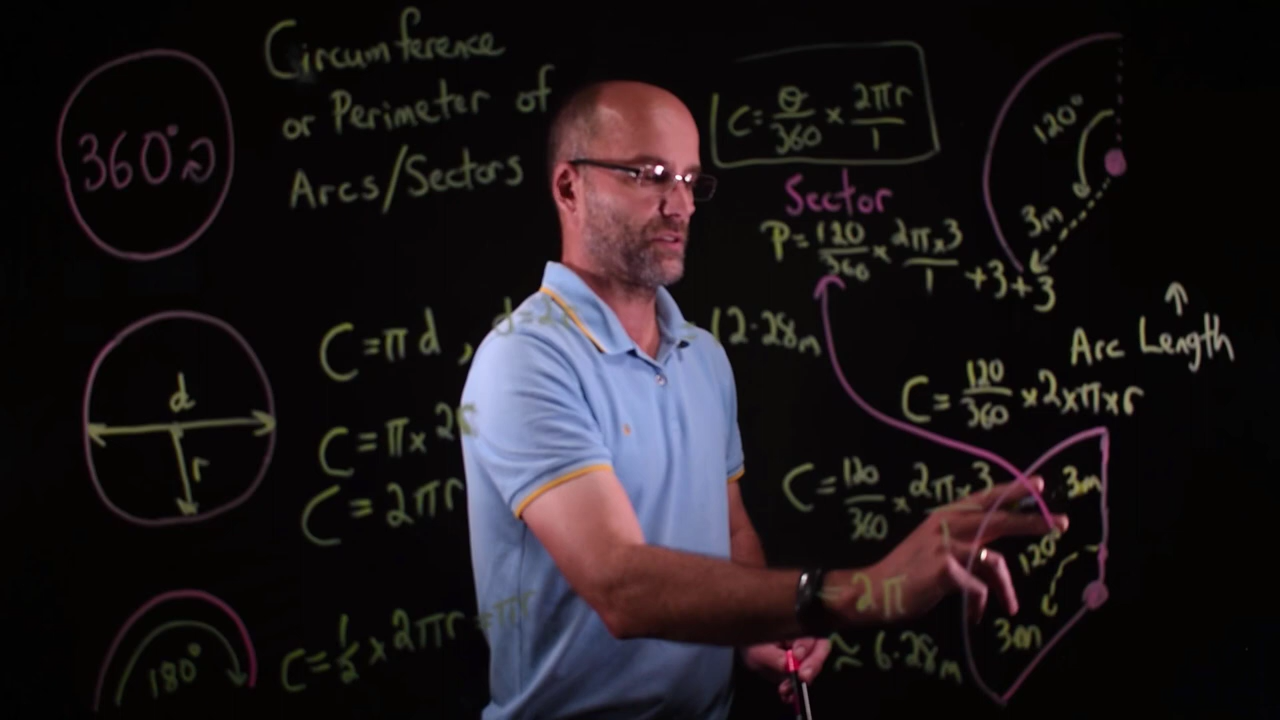 360°
Circumference
or Perimeter of
Arcs/Sectors
C = θ/360 × 2πr/1
120°
3m
Sector
P = 120/360 × 2π×3/1 + 3 + 3
Arc Length
d
r
C = πd ,
12.28m
C = π × 2r
C = 2πr
C = 120/360 × 2×π×r
C = 120/360 × 2π×3
3m
120°
3m
= 2π
≈ 6.28m
180°
C = 1/2 × 2πr = πr